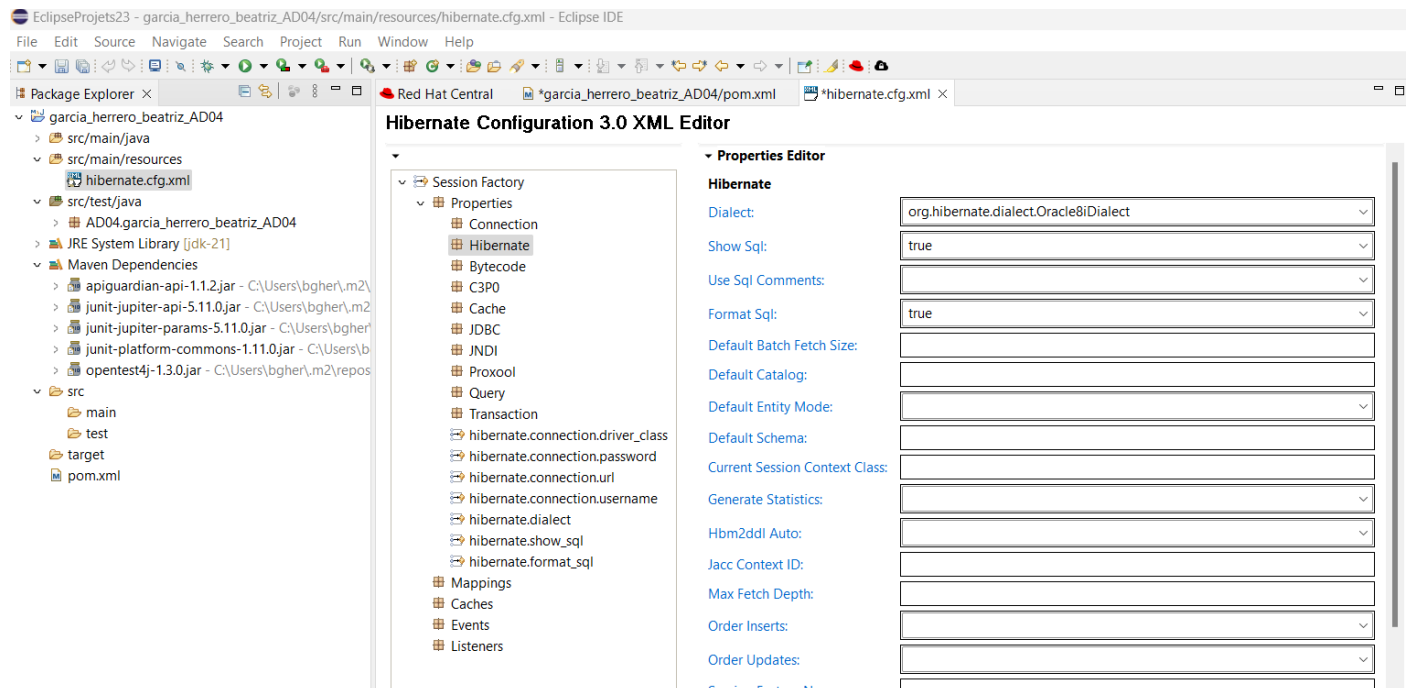 EclipseProjets23 - garcia_herrero_beatriz_AD04/src/main/resources/hibernate.cfg.xml - Eclipse IDE
File Edit Source Navigate Search Project Run Window Help
Package Explorer
garcia_herrero_beatriz_AD04
src/main/java
src/main/resources
hibernate.cfg.xml
src/test/java
AD04.garcia_herrero_beatriz_AD04
JRE System Library [jdk-21]
Maven Dependencies
apiguardian-api-1.1.2.jar - C:\Users\bgher\.m2\
junit-jupiter-api-5.11.0.jar - C:\Users\bgher\.m2
junit-jupiter-params-5.11.0.jar - C:\Users\bgher\
junit-platform-commons-1.11.0.jar - C:\Users\b
opentest4j-1.3.0.jar - C:\Users\bgher\.m2\repos
src
main
test
target
pom.xml
Red Hat Central *garcia_herrero_beatriz_AD04/pom.xml *hibernate.cfg.xml
Hibernate Configuration 3.0 XML Editor
Session Factory
Properties
Connection
Hibernate
Bytecode
C3P0
Cache
JDBC
JNDI
Proxool
Query
Transaction
hibernate.connection.driver_class
hibernate.connection.password
hibernate.connection.url
hibernate.connection.username
hibernate.dialect
hibernate.show_sql
hibernate.format_sql
Mappings
Caches
Events
Listeners
Properties Editor
Hibernate
Dialect: org.hibernate.dialect.Oracle8iDialect
Show Sql: true
Use Sql Comments:
Format Sql: true
Default Batch Fetch Size:
Default Catalog:
Default Entity Mode:
Default Schema:
Current Session Context Class:
Generate Statistics:
Hbm2ddl Auto:
Jacc Context ID:
Max Fetch Depth:
Order Inserts:
Order Updates: